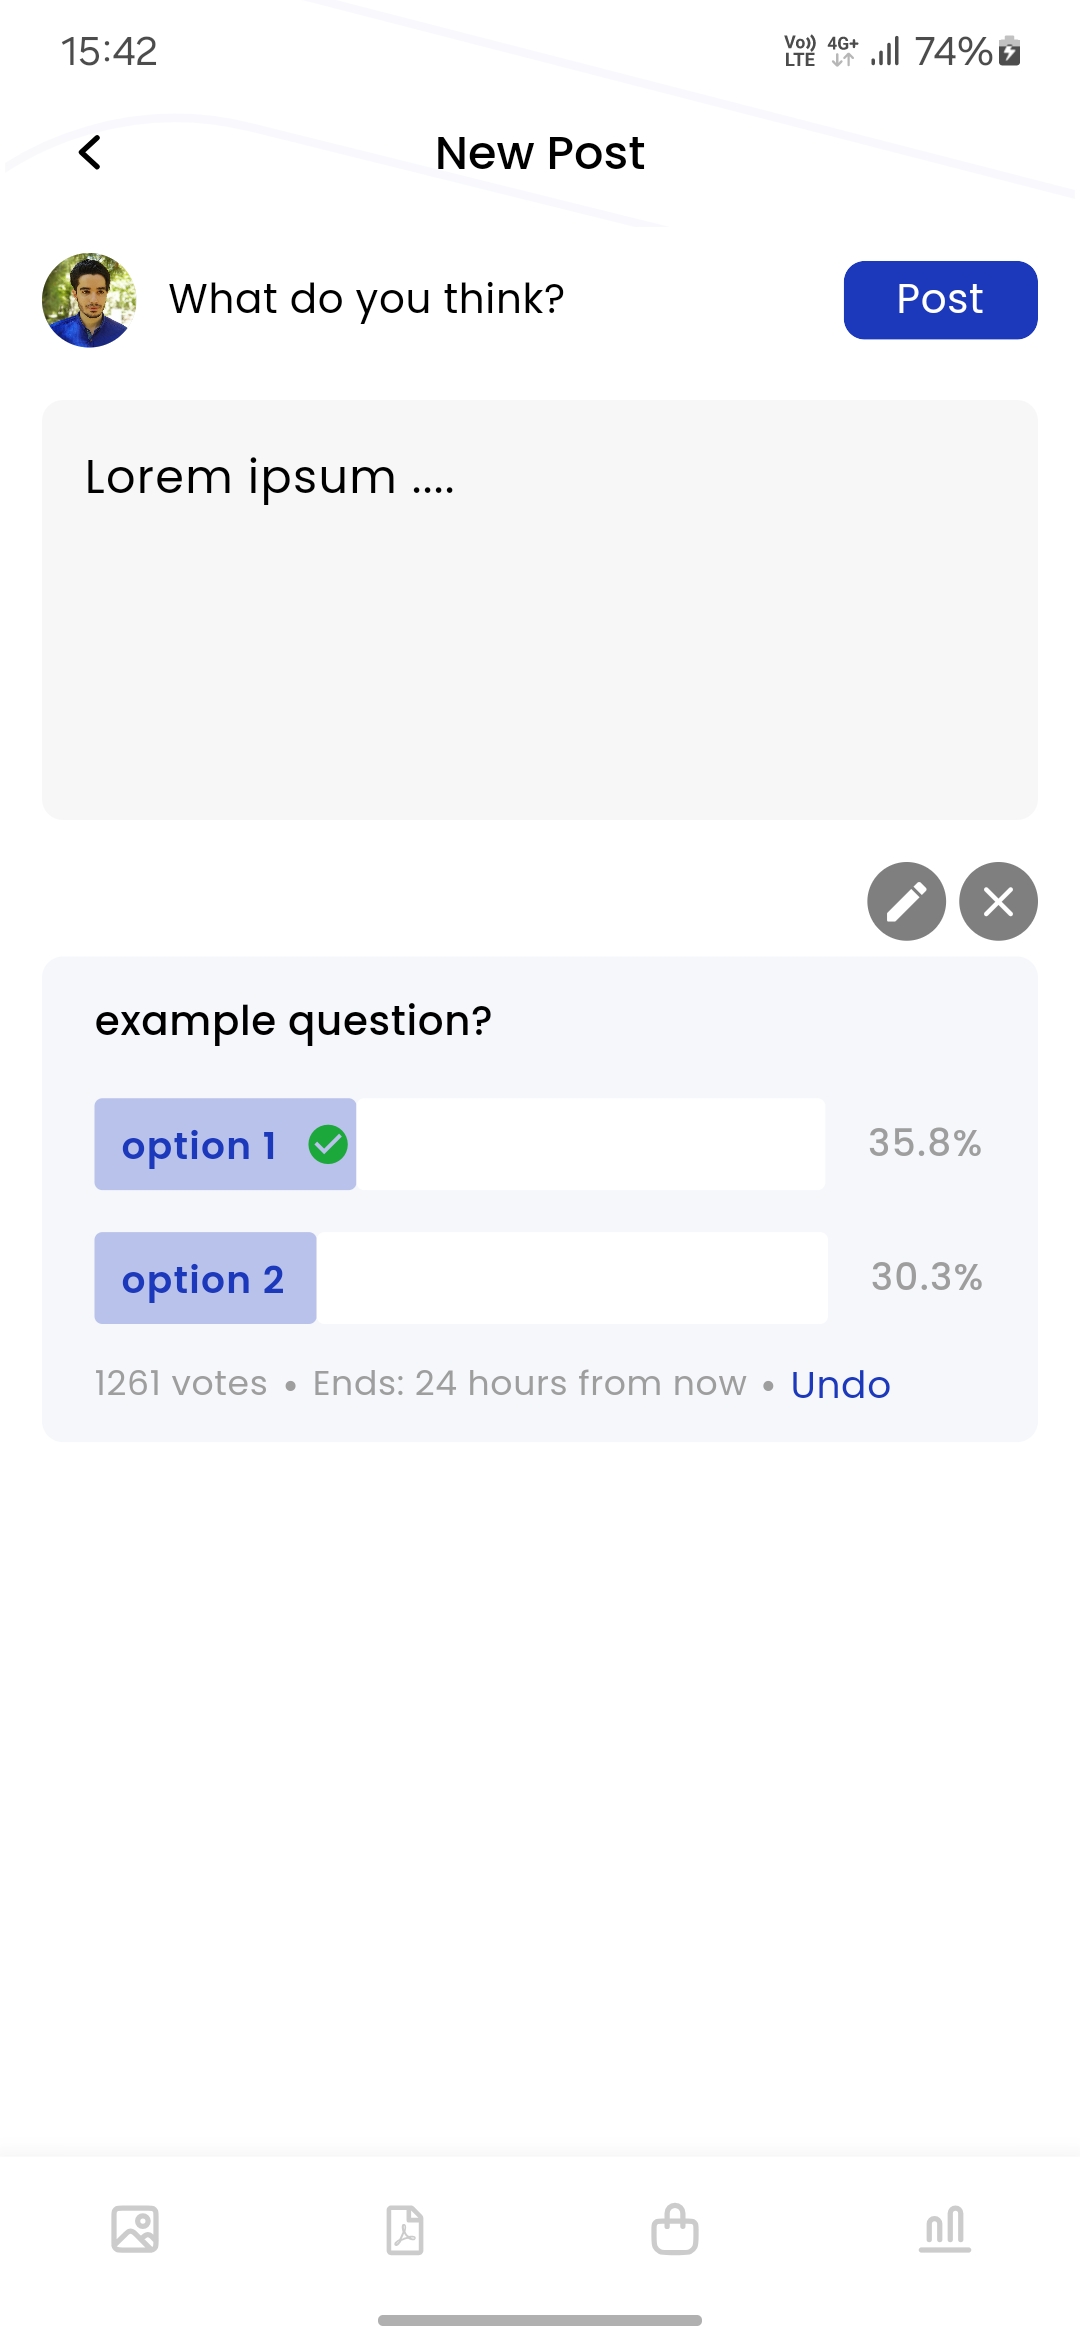 15:42 Vo)) LTE 4G+ 74%
New Post
What do you think? Post
Lorem ipsum ....
example question?
option 1 35.8%
option 2 30.3%
1261 votes • Ends: 24 hours from now • Undo